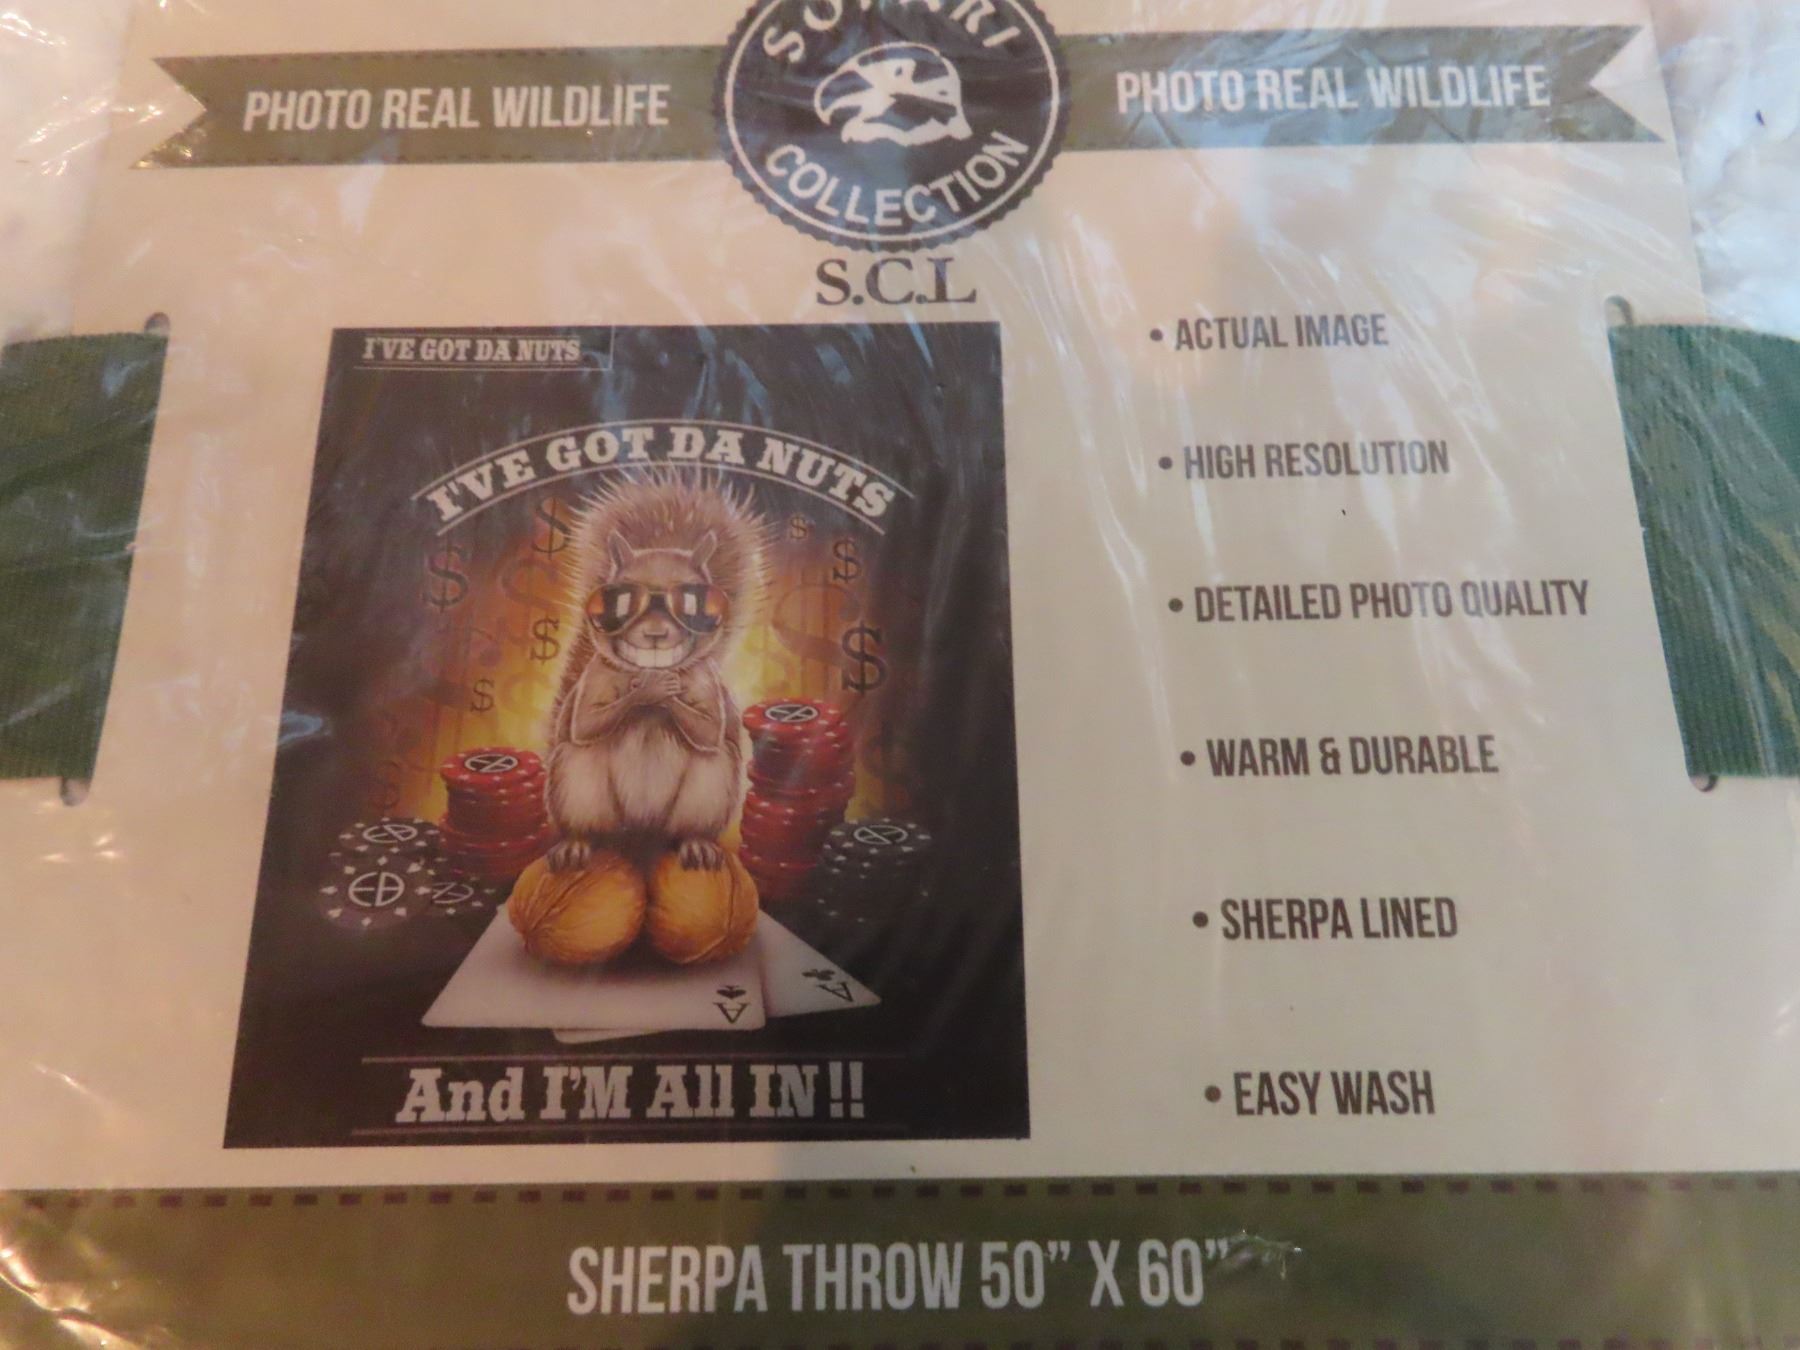 PHOTO REAL WILDLIFE
COLLECTION
PHOTO REAL WILDLIFE
S.C.L
I'VE GOT DA NUTS
I'VE GOT DA NUTS
$ $ $ $ $ $ $
A A
And I'M All IN!!
• ACTUAL IMAGE
• HIGH RESOLUTION
• DETAILED PHOTO QUALITY
• WARM & DURABLE
• SHERPA LINED
• EASY WASH
SHERPA THROW 50” X 60”